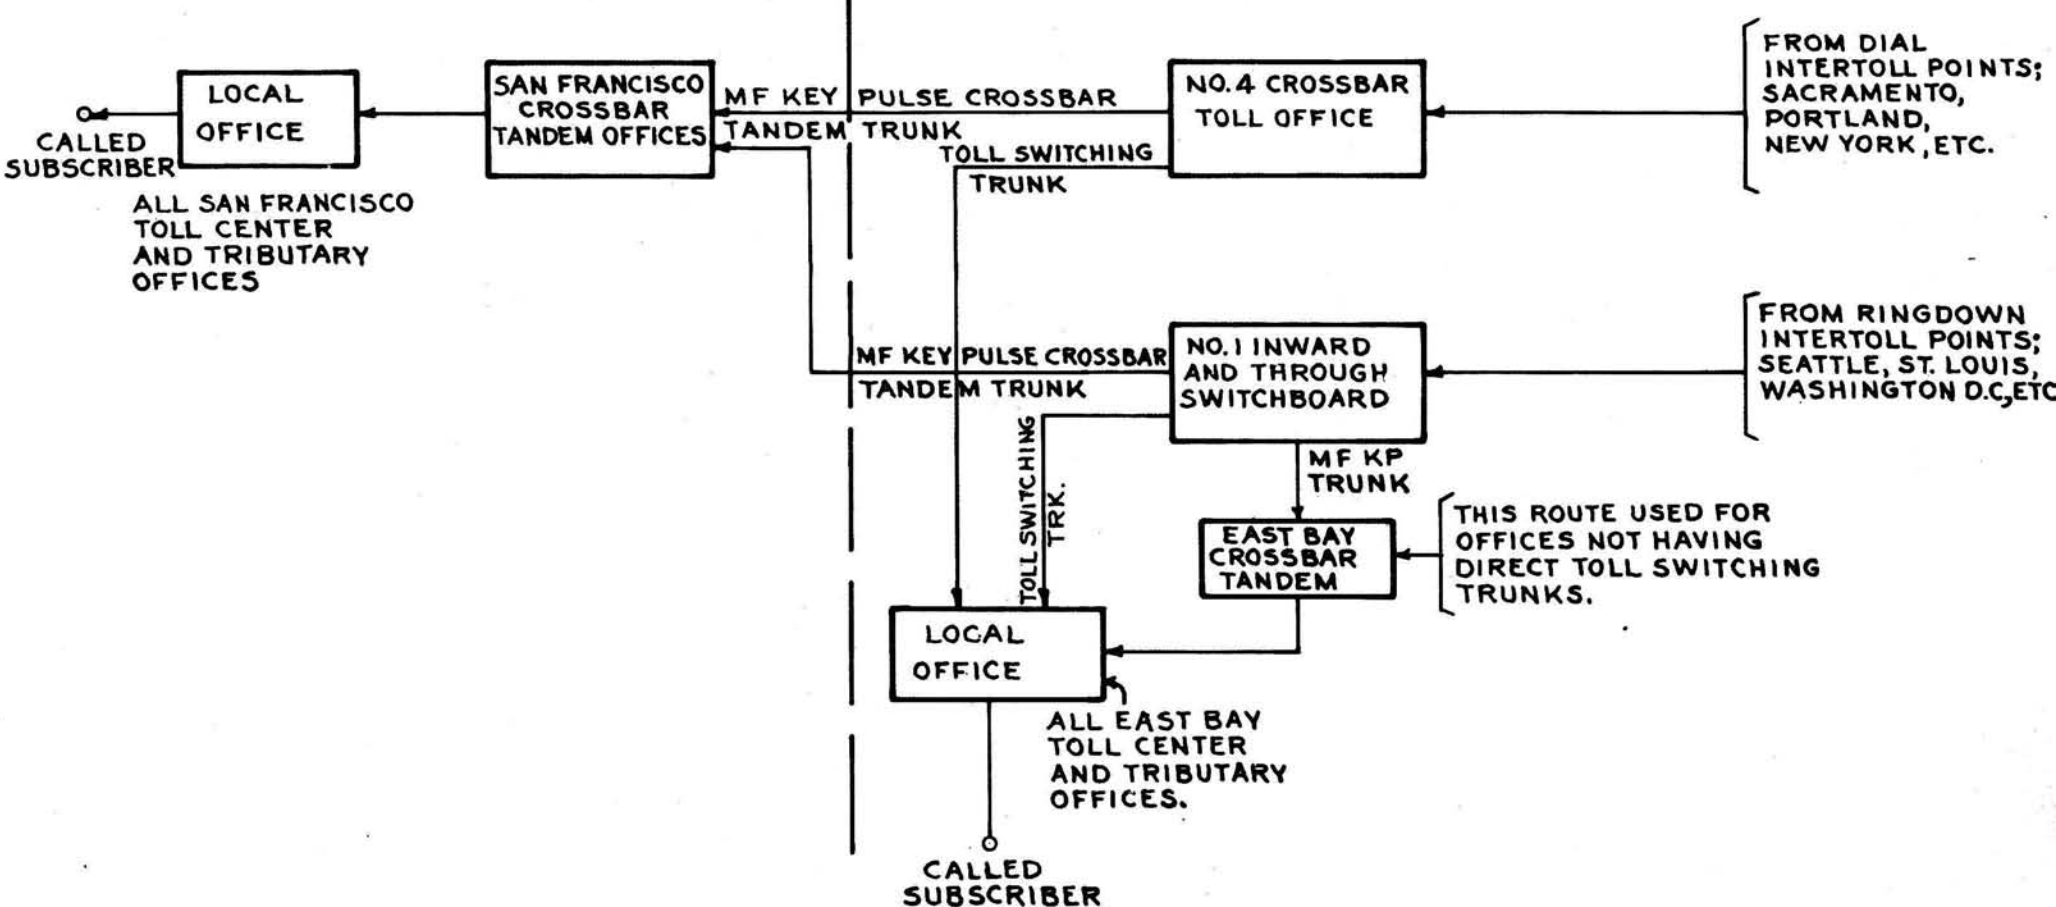 LOCAL
OFFICE
CALLED
SUBSCRIBER
ALL SAN FRANCISCO
TOLL CENTER
AND TRIBUTARY
OFFICES
SAN FRANCISCO
CROSSBAR
TANDEM OFFICES
MF KEY PULSE CROSSBAR
TANDEM TRUNK
TOLL SWITCHING
TRUNK
NO.4 CROSSBAR
TOLL OFFICE
FROM DIAL
INTERTOLL POINTS;
SACRAMENTO,
PORTLAND,
NEW YORK, ETC.
MF KEY PULSE CROSSBAR
TANDEM TRUNK
NO.1 INWARD
AND THROUGH
SWITCHBOARD
FROM RINGDOWN
INTERTOLL POINTS;
SEATTLE, ST. LOUIS,
WASHINGTON D.C,ETC
TOLL SWITCHING
TRK.
MF KP
TRUNK
EAST BAY
CROSSBAR
TANDEM
THIS ROUTE USED FOR
OFFICES NOT HAVING
DIRECT TOLL SWITCHING
TRUNKS.
LOCAL
OFFICE
ALL EAST BAY
TOLL CENTER
AND TRIBUTARY
OFFICES.
CALLED
SUBSCRIBER